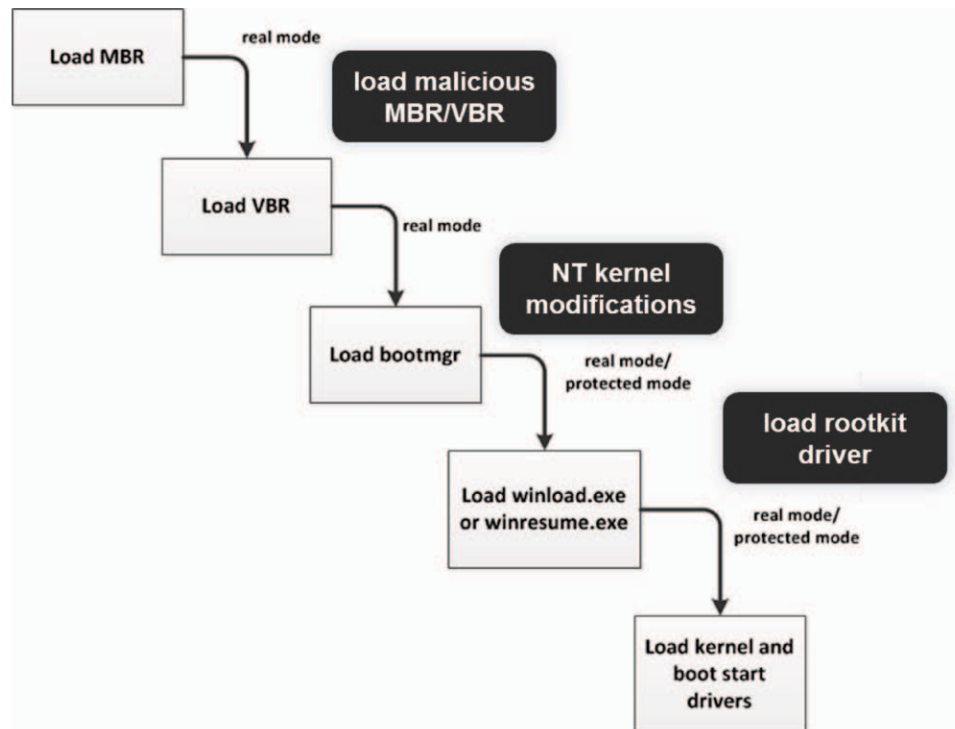 Load MBR
real mode
load malicious
MBR/VBR
Load VBR
real mode
NT kernel
modifications
Load bootmgr
real mode/
protected mode
load rootkit
driver
Load winload.exe
or winresume.exe
real mode/
protected mode
Load kernel and
boot start
drivers